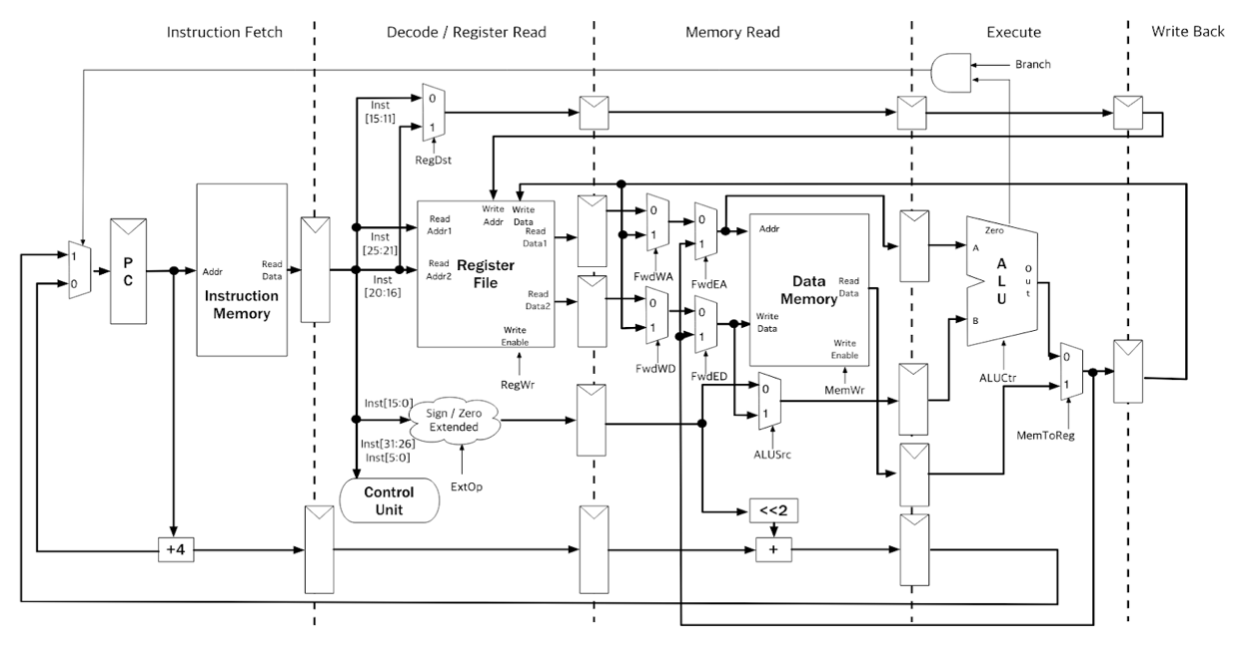 Instruction Fetch
Decode / Register Read
Memory Read
Execute
Write Back
Branch
Inst
[15:11]
0
1
RegDst
Inst
[25:21]
Inst
[20:16]
1
0
P
C
Addr
Read
Data
Instruction
Memory
Write
Addr
Write
Data
Read
Addr1
Read
Data1
Read
Addr2
Register
File
Read
Data2
Write
Enable
RegWr
0
1
FwdWA
0
1
FwdEA
0
1
FwdWD
0
1
FwdED
Addr
Data
Memory
Read
Data
Write
Data
Write
Enable
MemWr
0
1
ALUSrc
Zero
A
A
L
U
O
u
t
B
ALUCtr
0
1
MemToReg
Inst[15:0]
Sign / Zero
Extended
Inst[31:26]
Inst[5:0]
ExtOp
Control
Unit
<<2
+4
+